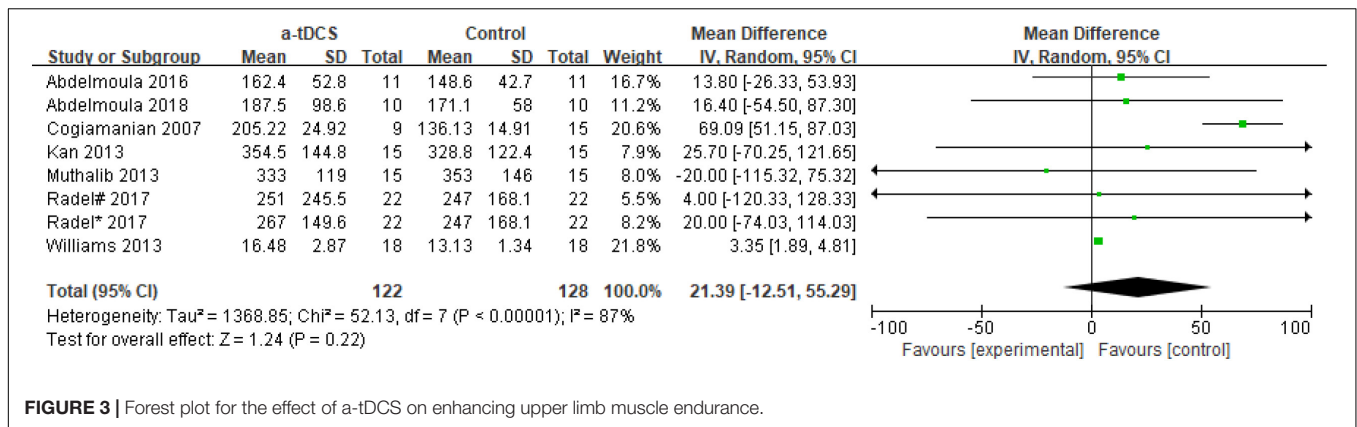 a-tDCS Control Mean Difference Mean Difference
Study or Subgroup Mean SD Total Mean SD Total Weight IV, Random, 95% CI IV, Random, 95% CI
Abdelmoula 2016 162.4 52.8 11 148.6 42.7 11 16.7% 13.80 [-26.33, 53.93]
Abdelmoula 2018 187.5 98.6 10 171.1 58 10 11.2% 16.40 [-54.50, 87.30]
Cogiamanian 2007 205.22 24.92 9 136.13 14.91 15 20.6% 69.09 [51.15, 87.03]
Kan 2013 354.5 144.8 15 328.8 122.4 15 7.9% 25.70 [-70.25, 121.65]
Muthalib 2013 333 119 15 353 146 15 8.0% -20.00 [-115.32, 75.32]
Radel# 2017 251 245.5 22 247 168.1 22 5.5% 4.00 [-120.33, 128.33]
Radel* 2017 267 149.6 22 247 168.1 22 8.2% 20.00 [-74.03, 114.03]
Williams 2013 16.48 2.87 18 13.13 1.34 18 21.8% 3.35 [1.89, 4.81]
Total (95% CI) 122 128 100.0% 21.39 [-12.51, 55.29]
Heterogeneity: Tau² = 1368.85; Chi² = 52.13, df = 7 (P < 0.00001); I² = 87%
Test for overall effect: Z = 1.24 (P = 0.22)
-100 -50 0 50 100
Favours [experimental] Favours [control]
FIGURE 3 | Forest plot for the effect of a-tDCS on enhancing upper limb muscle endurance.